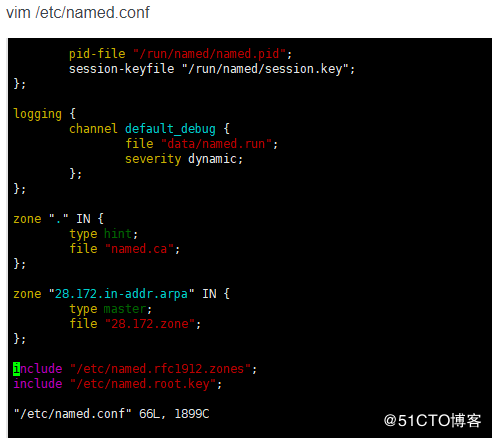 vim /etc/named.conf
pid-file "/run/named/named.pid";
session-keyfile "/run/named/session.key";
};
logging {
channel default_debug {
file "data/named.run";
severity dynamic;
};
};
zone "." IN {
type hint;
file "named.ca";
};
zone "28.172.in-addr.arpa" IN {
type master;
file "28.172.zone";
};
include "/etc/named.rfc1912.zones";
include "/etc/named.root.key";
"/etc/named.conf" 66L, 1899C
@51CTO博客